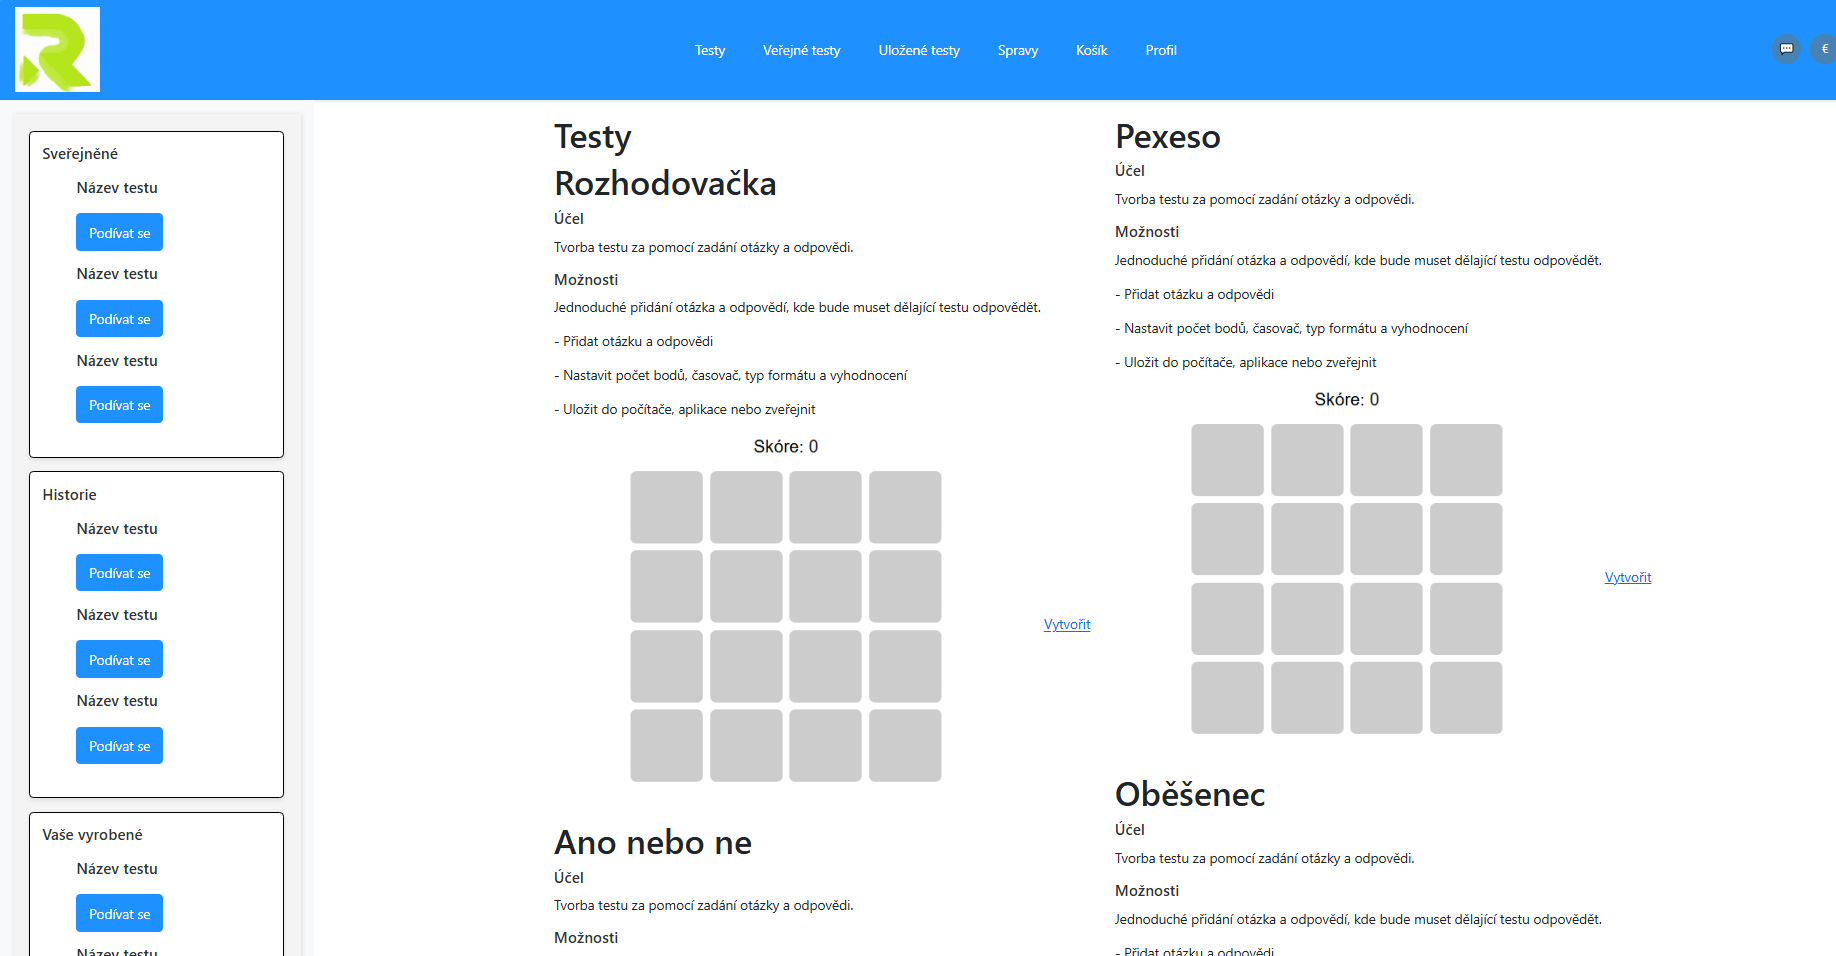 Testy
Veřejné testy
Uložené testy
Spravy
Košík
Profil
€
Sveřejněné
Název testu
Podívat se
Název testu
Podívat se
Název testu
Podívat se
Historie
Název testu
Podívat se
Název testu
Podívat se
Název testu
Podívat se
Vaše vyrobené
Název testu
Podívat se
Název testu
Testy
Rozhodovačka
Účel
Tvorba testu za pomocí zadání otázky a odpovědi.
Možnosti
Jednoduché přidání otázka a odpovědí, kde bude muset dělající testu odpovědět.
- Přidat otázku a odpovědi
- Nastavit počet bodů, časovač, typ formátu a vyhodnocení
- Uložit do počítače, aplikace nebo zveřejnit
Skóre: 0
Vytvořit
Ano nebo ne
Účel
Tvorba testu za pomocí zadání otázky a odpovědi.
Možnosti
Pexeso
Účel
Tvorba testu za pomocí zadání otázky a odpovědi.
Možnosti
Jednoduché přidání otázka a odpovědí, kde bude muset dělající testu odpovědět.
- Přidat otázku a odpovědi
- Nastavit počet bodů, časovač, typ formátu a vyhodnocení
- Uložit do počítače, aplikace nebo zveřejnit
Skóre: 0
Vytvořit
Oběšenec
Účel
Tvorba testu za pomocí zadání otázky a odpovědi.
Možnosti
Jednoduché přidání otázka a odpovědí, kde bude muset dělající testu odpovědět.
- Přidat otázku a odpovědi